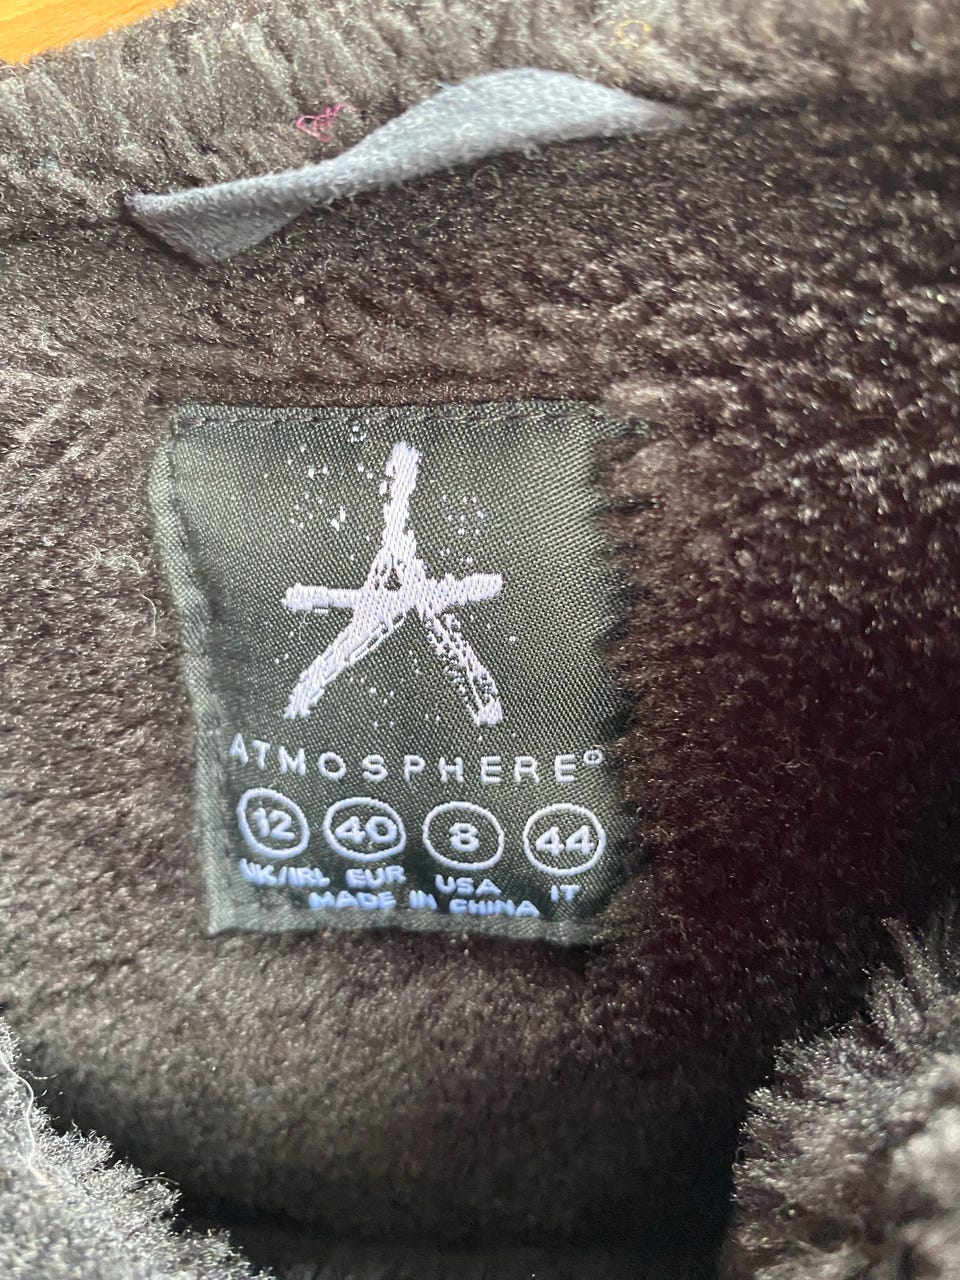 ATMOSPHERE®
12 40 8 44
UK/IRL EUR USA IT
MADE IN CHINA